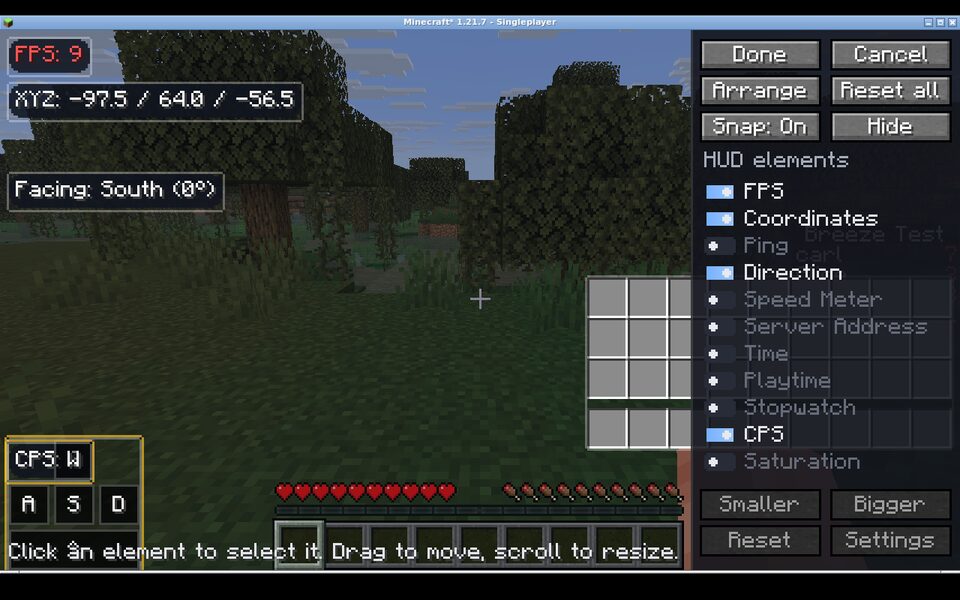 Minecraft* 1.21.7 - Singleplayer
FPS: 9
XYZ: -97.5 / 64.0 / -56.5
Facing: South (0°)
Done
Cancel
Arrange
Reset all
Snap: On
Hide
HUD elements
FPS
Coordinates
Ping
Breeze Test
carl
Direction
Speed Meter
Server Address
Time
Playtime
Stopwatch
CPS
Saturation
Smaller
Bigger
Reset
Settings
CPS: W
A S D
Click an element to select it. Drag to move, scroll to resize.